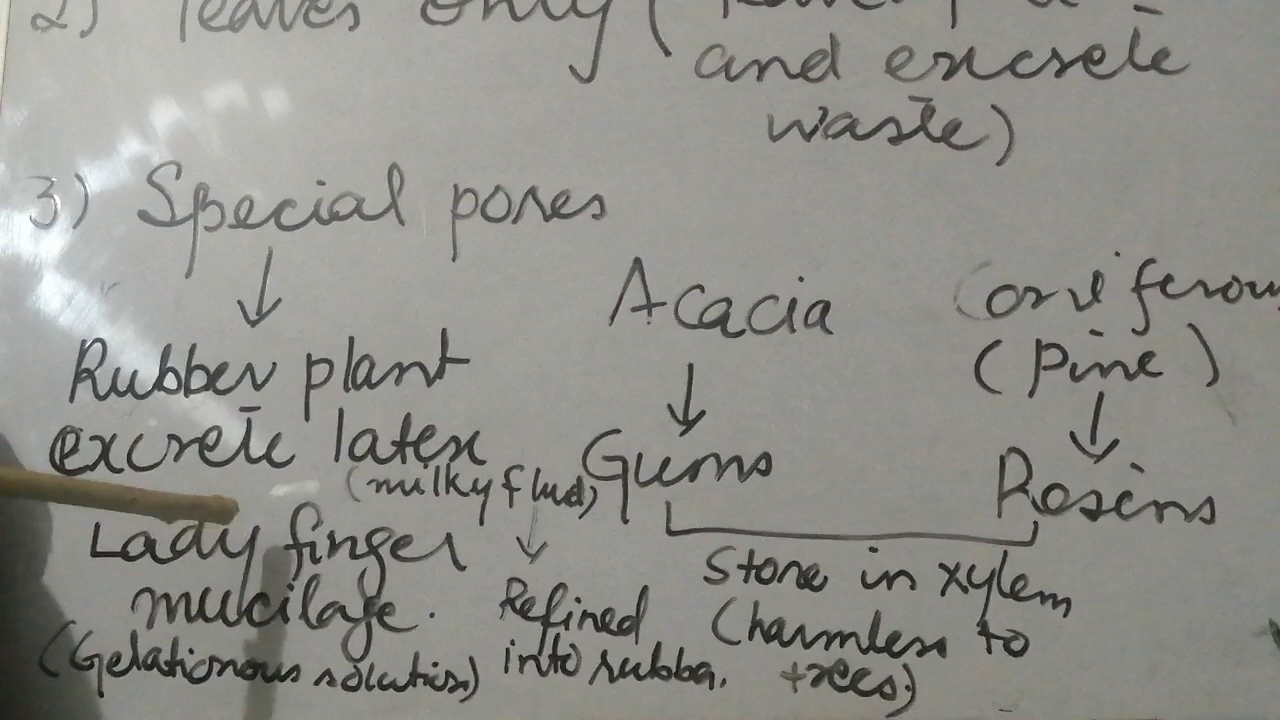 2) leaves only (
and excrete
waste)
3) Special pores
↓
Rubber plant
excrete latex
(milky fluid)
↓
Refined
into rubber.
Lady finger
mucilage.
(Gelationous solution)
Acacia
↓
Gums
Coniferous
(Pine)
↓
Rosins
Store in xylem
(harmless to
trees)